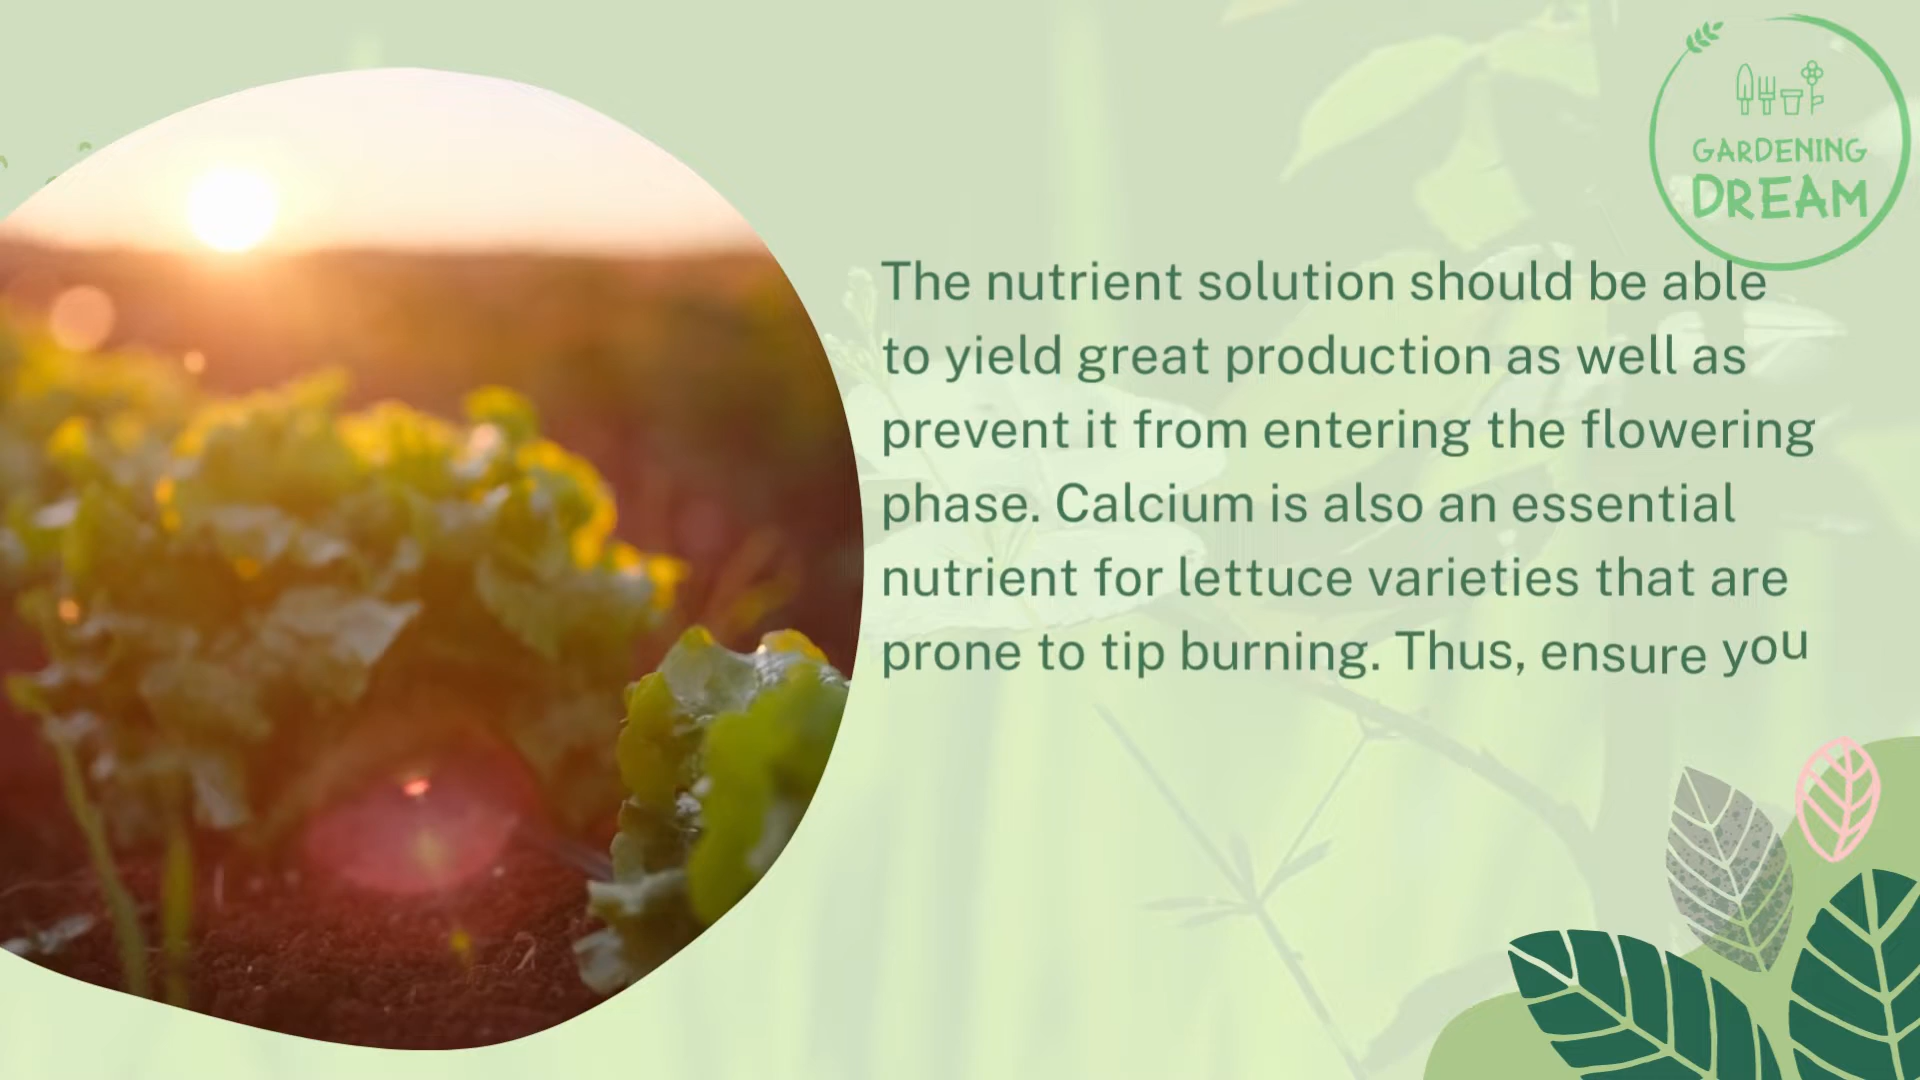 GARDENING
DREAM
The nutrient solution should be able
to yield great production as well as
prevent it from entering the flowering
phase. Calcium is also an essential
nutrient for lettuce varieties that are
prone to tip burning. Thus, ensure you